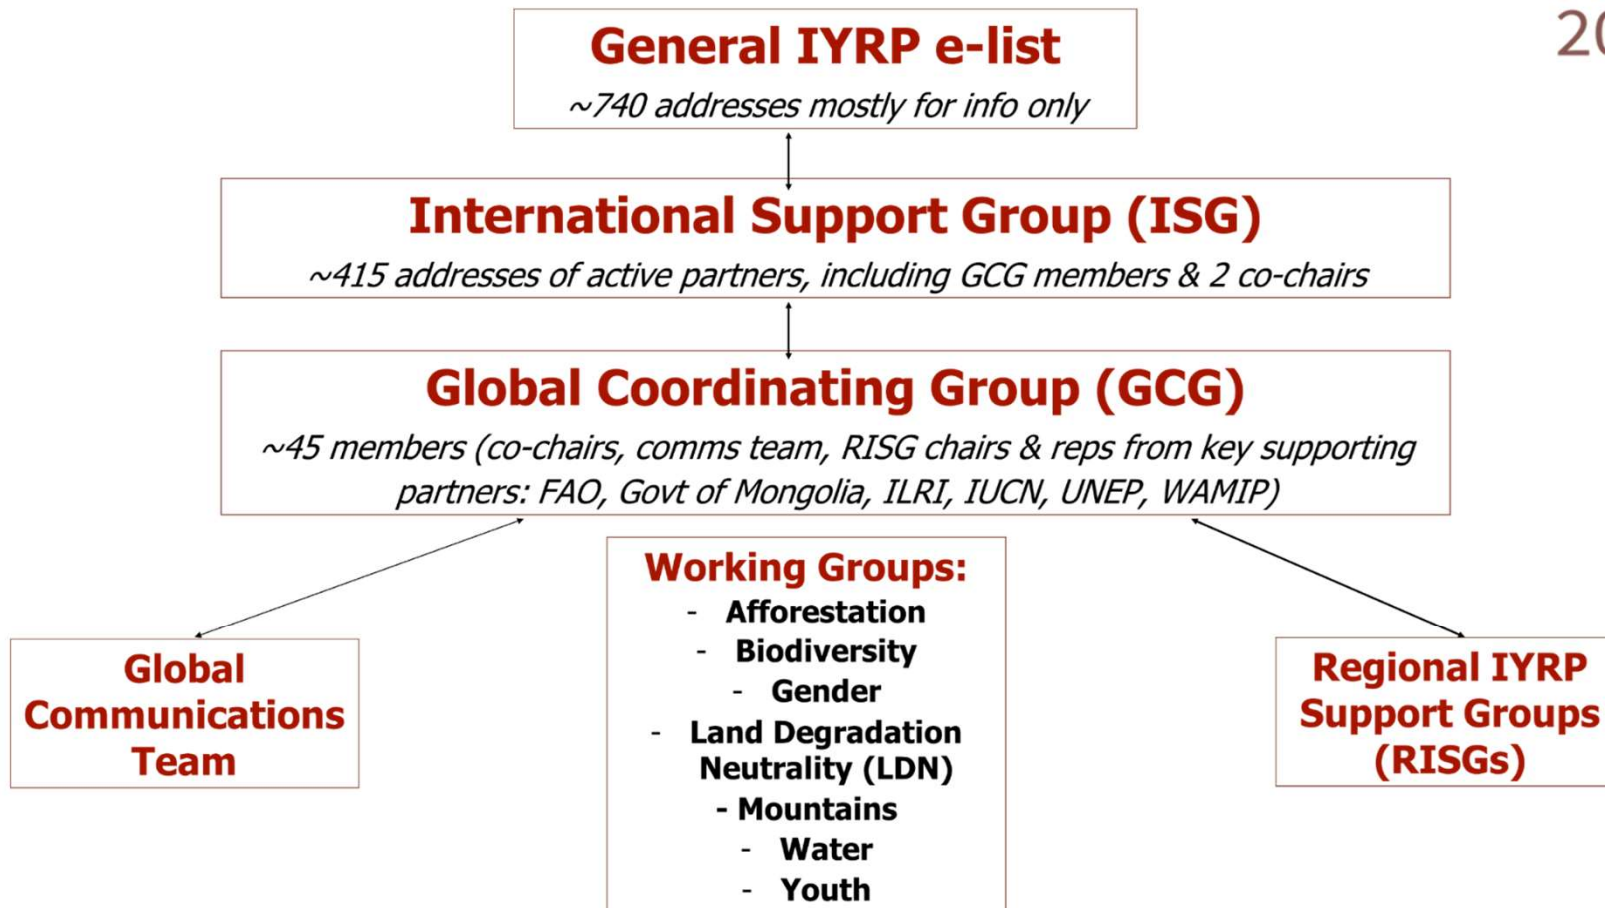 20
General IYRP e-list
~740 addresses mostly for info only
International Support Group (ISG)
~415 addresses of active partners, including GCG members & 2 co-chairs
Global Coordinating Group (GCG)
~45 members (co-chairs, comms team, RISG chairs & reps from key supporting
partners: FAO, Govt of Mongolia, ILRI, IUCN, UNEP, WAMIP)
Global
Communications
Team
Working Groups:
- Afforestation
- Biodiversity
- Gender
- Land Degradation
Neutrality (LDN)
- Mountains
- Water
- Youth
Regional IYRP
Support Groups
(RISGs)